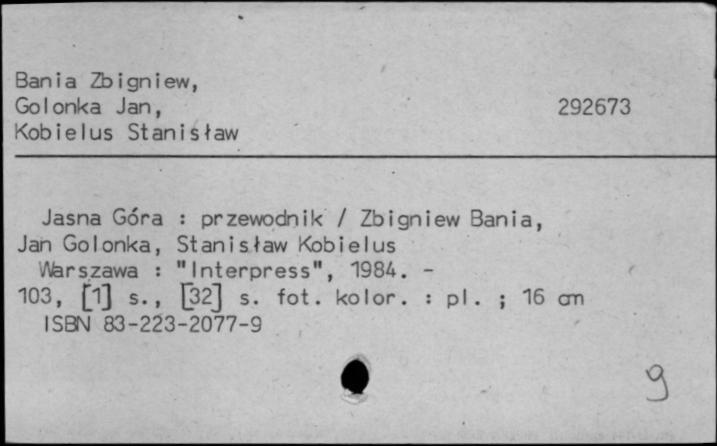 Bania Zbigniew,
Golonka Jan, 292673
Kobielus Stanisław
Jasna Góra : przewodnik / Zbigniew Bania,
Jan Golonka, Stanisław Kobielus
Warszawa : "Interpress", 1984. -
103, [1] s., [32] s. fot. kolor. : pl. ; 16 cm
ISBN 83-223-2077-9
9